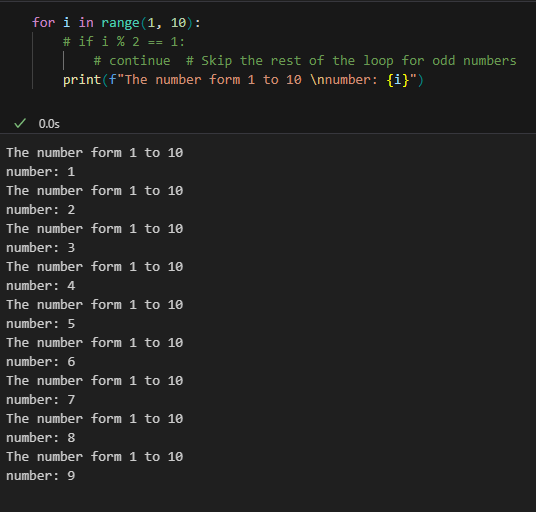 for i in range(1, 10):
# if i % 2 == 1:
# continue  # Skip the rest of the loop for odd numbers
print(f"The number form 1 to 10 \nnumber: {i}")
0.0s
The number form 1 to 10
number: 1
The number form 1 to 10
number: 2
The number form 1 to 10
number: 3
The number form 1 to 10
number: 4
The number form 1 to 10
number: 5
The number form 1 to 10
number: 6
The number form 1 to 10
number: 7
The number form 1 to 10
number: 8
The number form 1 to 10
number: 9